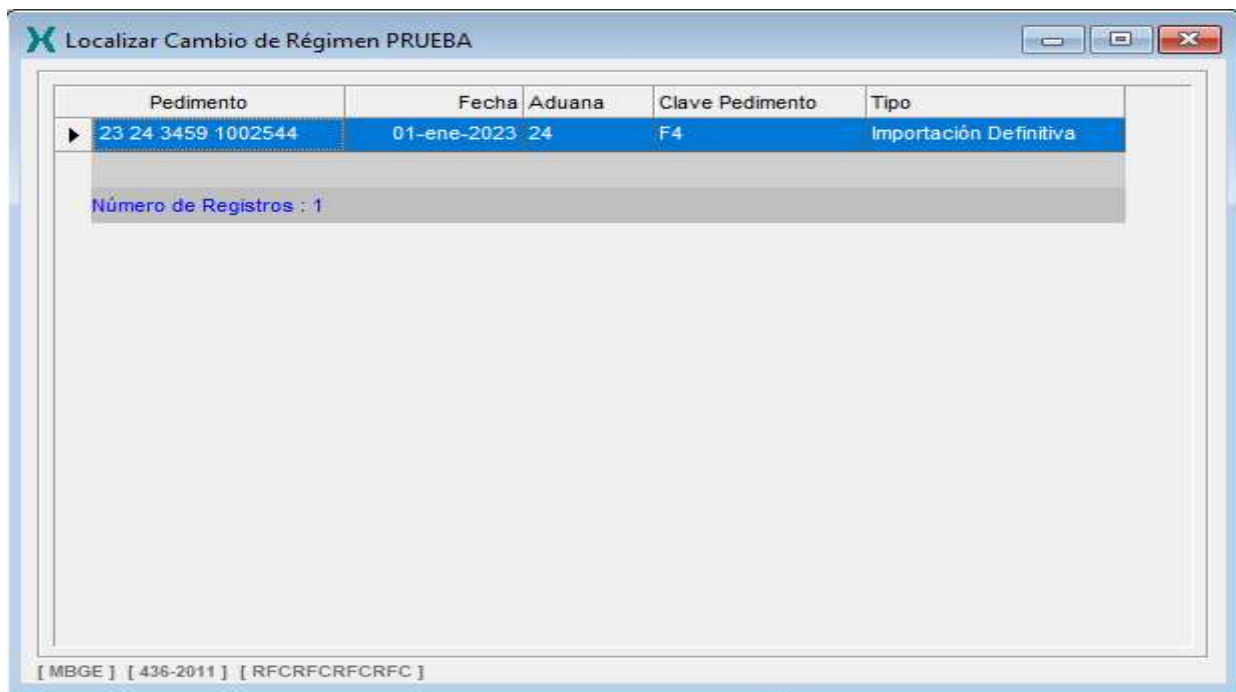 Localizar Cambio de Régimen PRUEBA
Pedimento Fecha Aduana Clave Pedimento Tipo
23 24 3459 1002544 01-ene-2023 24 F4 Importación Definitiva
Número de Registros : 1
[ MBGE ] [ 436-2011 ] [ RFCRFCRFCRFC ]